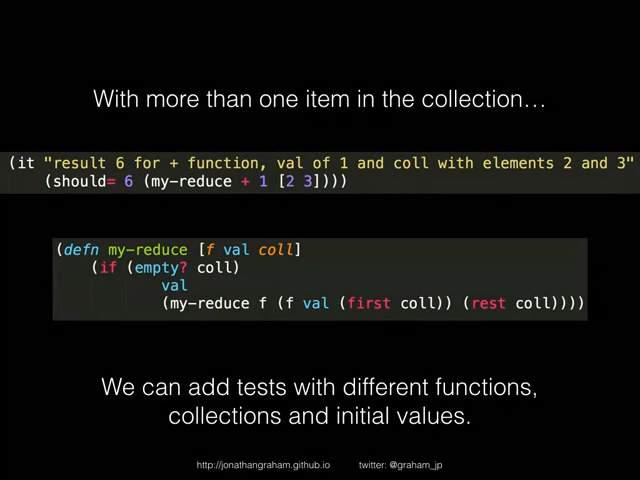 With more than one item in the collection…
(it "result 6 for + function, val of 1 and coll with elements 2 and 3"
(should= 6 (my-reduce + 1 [2 3])))
(defn my-reduce [f val coll]
(if (empty? coll)
val
(my-reduce f (f val (first coll)) (rest coll))))
We can add tests with different functions,
collections and initial values.
http://jonathangraham.github.io twitter: @graham_jp